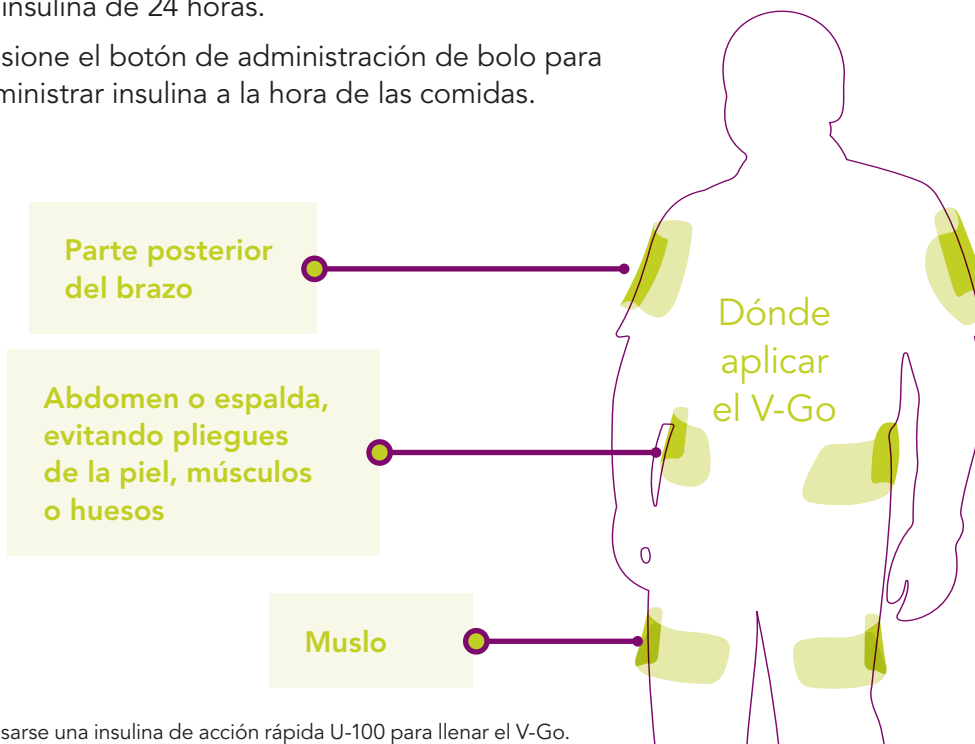 insulina de 24 horas.
sione el botón de administración de bolo para
ministrar insulina a la hora de las comidas.
Parte posterior
del brazo
Dónde
aplicar
el V-Go
Abdomen o espalda,
evitando pliegues
de la piel, músculos
o huesos
Muslo
sarse una insulina de acción rápida U-100 para llenar el V-Go.